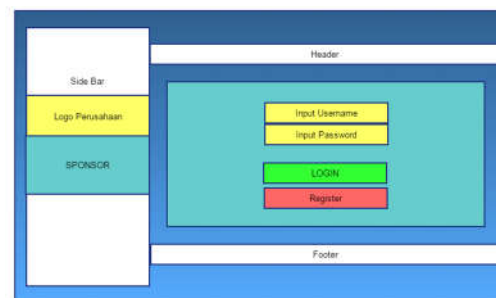 Header
Side Bar
Logo Perusahaan
SPONSOR
Input Username
Input Password
LOGIN
Register
Footer